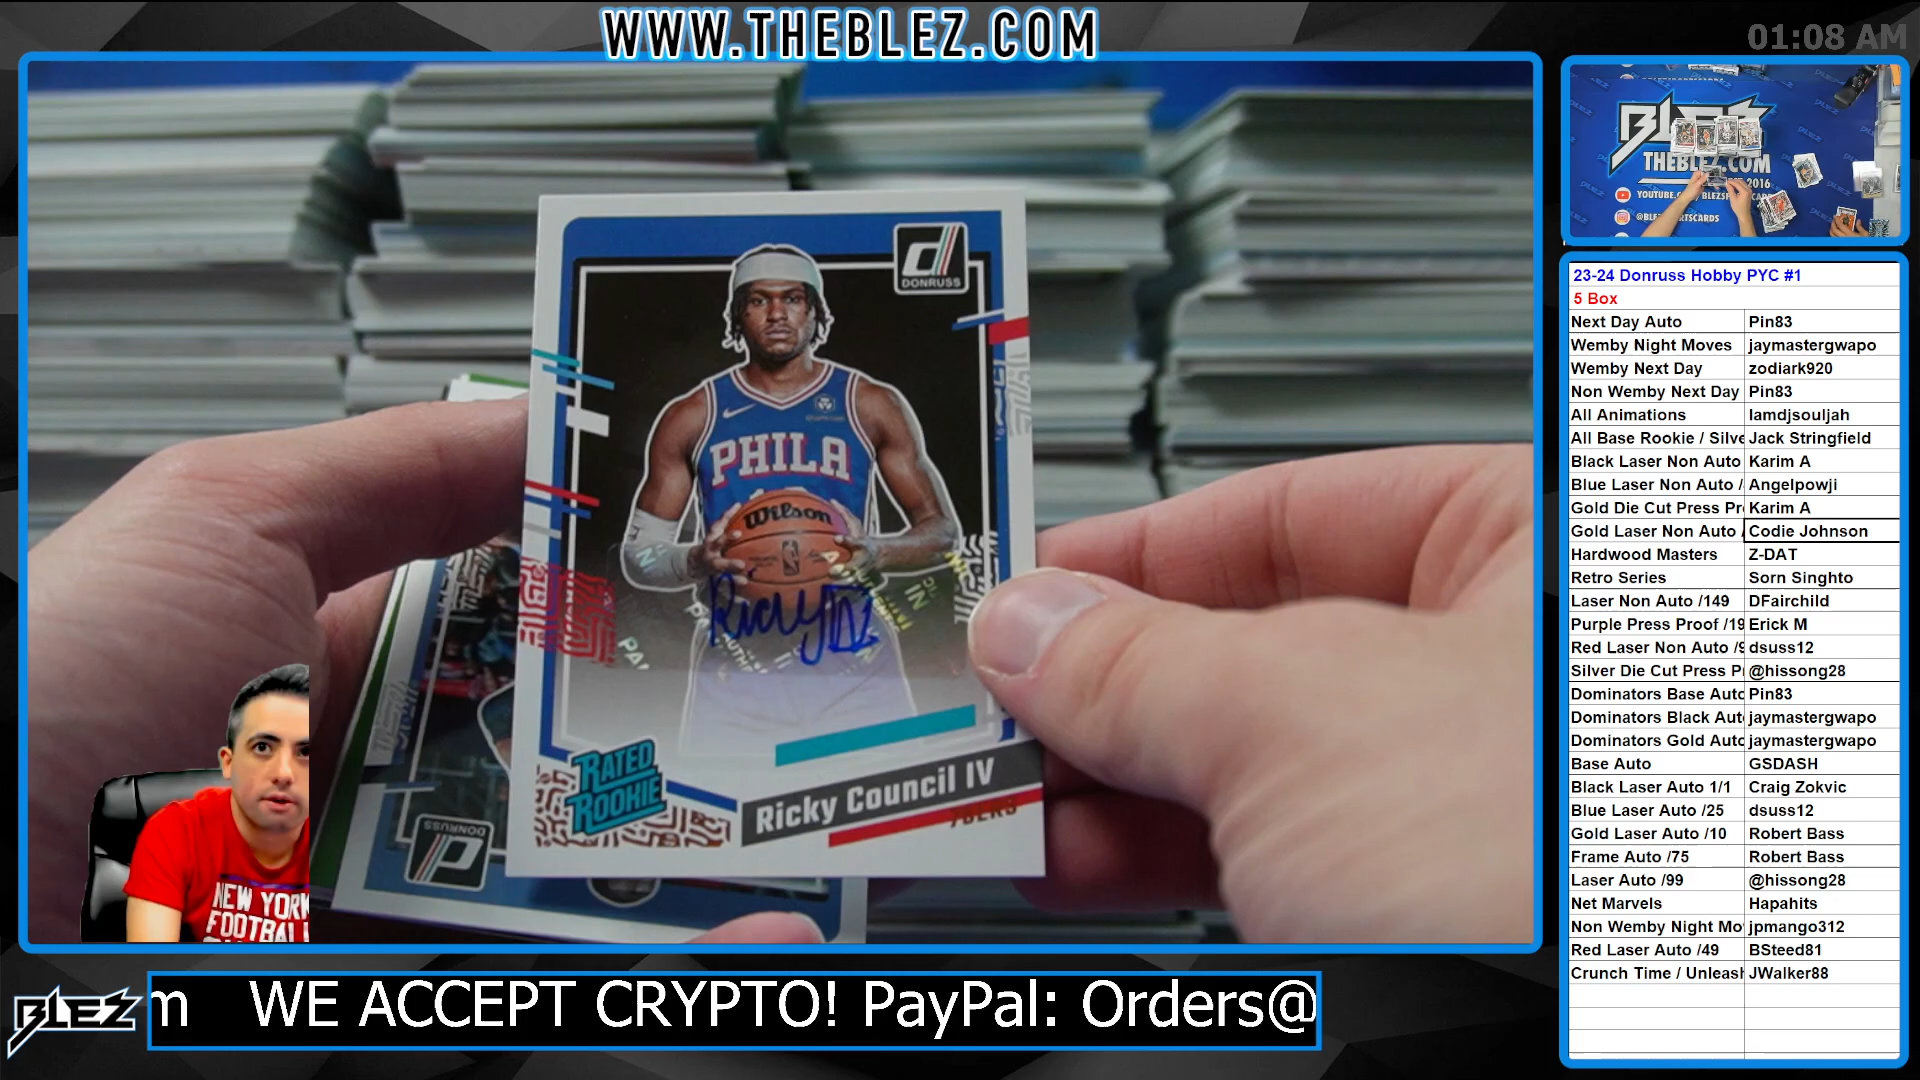 WWW.THEBLEZ.COM
01:08 AM
DONRUSS
PHILA
Wilson
RATED
ROOKIE
Ricky Council IV
76ERS
DONRUSS
NEW YORK
FOOTBALL
BLEZ
THEBLEZ.COM
2016
23-24 Donruss Hobby PYC #1
5 Box
Next Day Auto Pin83
Wemby Night Moves jaymastergwapo
Wemby Next Day zodiark920
Non Wemby Next Day Pin83
All Animations Iamdjsouljah
All Base Rookie / Silve Jack Stringfield
Black Laser Non Auto Karim A
Blue Laser Non Auto / Angelpowji
Gold Die Cut Press Pr Karim A
Gold Laser Non Auto / Codie Johnson
Hardwood Masters Z-DAT
Retro Series Sorn Singhto
Laser Non Auto /149 DFairchild
Purple Press Proof /19 Erick M
Red Laser Non Auto /9 dsuss12
Silver Die Cut Press P @hissong28
Dominators Base Auto Pin83
Dominators Black Aut jaymastergwapo
Dominators Gold Auto jaymastergwapo
Base Auto GSDASH
Black Laser Auto 1/1 Craig Zokvic
Blue Laser Auto /25 dsuss12
Gold Laser Auto /10 Robert Bass
Frame Auto /75 Robert Bass
Laser Auto /99 @hissong28
Net Marvels Hapahits
Non Wemby Night Mo jpmango312
Red Laser Auto /49 BSteed81
Crunch Time / Unleash JWalker88
BLEZ
m WE ACCEPT CRYPTO! PayPal: Orders@